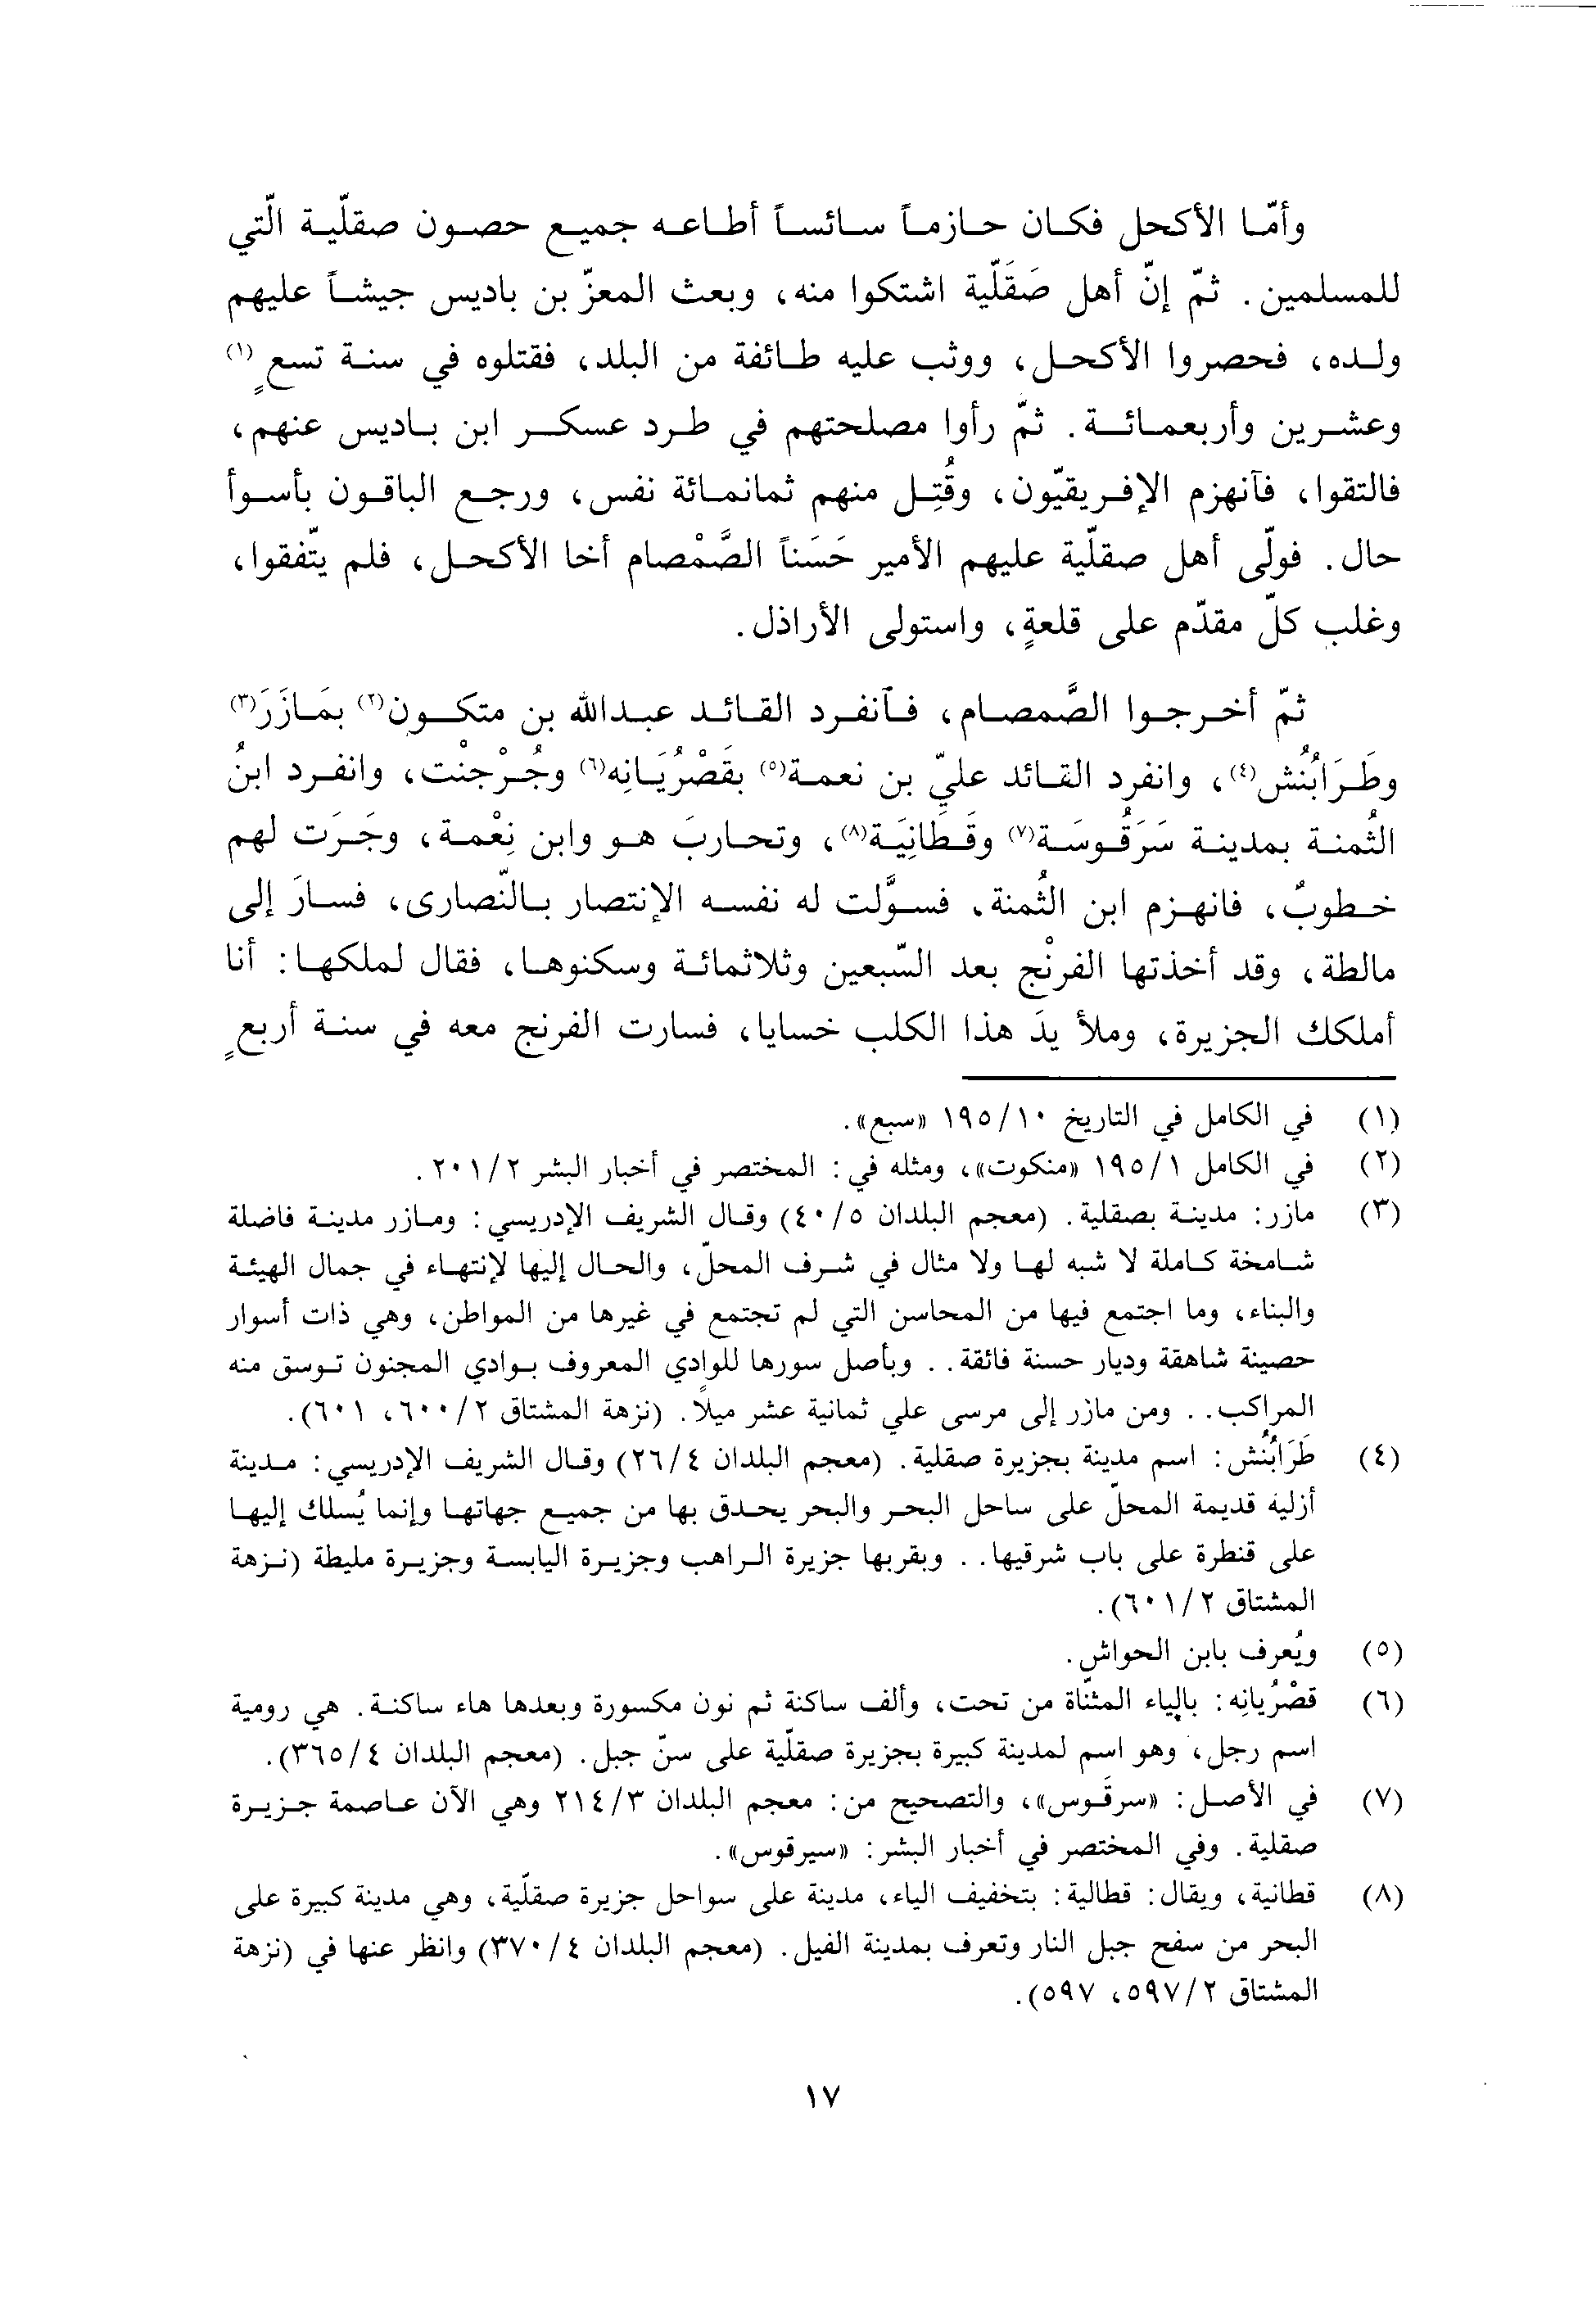 وأمّا الأكحل فكان حازماً سائساً أطاعه جميع حصون صقلّية الّتي
للمسلمين. ثمّ إنّ أهل صَقَلّية اشتكوا منه، وبعث المعزّ بن باديس جيشاً عليهم
ولده، فحصروا الأكحل، ووثب عليه طائفة من البلد، فقتلوه في سنة تسعٍ(١)
وعشرين وأربعمائة. ثمّ رأوا مصلحتهم في طرد عسكر ابن باديس عنهم،
فالتقوا، فآنهزم الإفريقيّون، وقُتِل منهم ثمانمائة نفس، ورجع الباقون بأسوأ
حال. فولّى أهل صقلّية عليهم الأمير حَسَناً الصَّمْصام أخا الأكحل، فلم يتّفقوا،
وغلب كلّ مقدّم على قلعةٍ، واستولى الأراذل.
ثمّ أخرجوا الصَّمصام، فآنفرد القائد عبدالله بن متكون(٢) بمَازَرَ(٣)
وطَرَابُنُش(٤)، وانفرد القائد عليّ بن نعمة(٥) بقَصْرُيَانِه(٦) وجُرْجنْت، وانفرد ابنُ
الثُمنة بمدينة سَرَقُوسَة(٧) وقَطَانِيَة(٨)، وتحاربَ هو وابن نِعْمة، وجَرَت لهم
خطوبٌ، فانهزم ابن الثُمنة، فسوَّلت له نفسه الإنتصار بالنّصارى، فسارَ إلى
مالطة، وقد أخذتها الفرنْج بعد السّبعين وثلاثمائة وسكنوها، فقال لملكها: أنا
أملكك الجزيرة، وملأ يدَ هذا الكلب خسايا، فسارت الفرنج معه في سنة أربعٍ
(١) في الكامل في التاريخ ١٩٥/١٠ «سبع».
(٢) في الكامل ١٩٥/١ «منكوت»، ومثله في: المختصر في أخبار البشر ٢٠١/٢.
(٣) مازر: مدينة بصقلية. (معجم البلدان ٤٠/٥) وقال الشريف الإدريسي: ومازر مدينة فاضلة
شامخة كاملة لا شبه لها ولا مثال في شرف المحلّ، والحال إليها لإنتهاء في جمال الهيئة
والبناء، وما اجتمع فيها من المحاسن التي لم تجتمع في غيرها من المواطن، وهي ذات أسوار
حصينة شاهقة وديار حسنة فائقة.. وبأصل سورها للوادي المعروف بوادي المجنون توسق منه
المراكب.. ومن مازر إلى مرسى علي ثمانية عشر ميلاً. (نزهة المشتاق ٦٠٠/٢، ٦٠١).
(٤) طَرَابُنُش: اسم مدينة بجزيرة صقلية. (معجم البلدان ٢٦/٤) وقال الشريف الإدريسي: مدينة
أزلية قديمة المحلّ على ساحل البحر والبحر يحدق بها من جميع جهاتها وإنما يُسلك إليها
على قنطرة على باب شرقيها.. وبقربها جزيرة الراهب وجزيرة اليابسة وجزيرة مليطة (نزهة
المشتاق ٦٠١/٢).
(٥) ويُعرف بابن الحواش.
(٦) قصْرُيانِه: بالياء المثنّاة من تحت، وألف ساكنة ثم نون مكسورة وبعدها هاء ساكنة. هي رومية
اسم رجل، وهو اسم لمدينة كبيرة بجزيرة صقلّية على سنّ جبل. (معجم البلدان ٣٦٥/٤).
(٧) في الأصل: «سرقَوس»، والتصحيح من: معجم البلدان ٢١٤/٣ وهي الآن عاصمة جزيرة
صقلية. وفي المختصر في أخبار البشر: «سيرقوس».
(٨) قطانية، ويقال: قطالية: بتخفيف الياء، مدينة على سواحل جزيرة صقلّية، وهي مدينة كبيرة على
البحر من سفح جبل النار وتعرف بمدينة الفيل. (معجم البلدان ٣٧٠/٤) وانظر عنها في (نزهة
المشتاق ٥٩٧/٢، ٥٩٧).
١٧